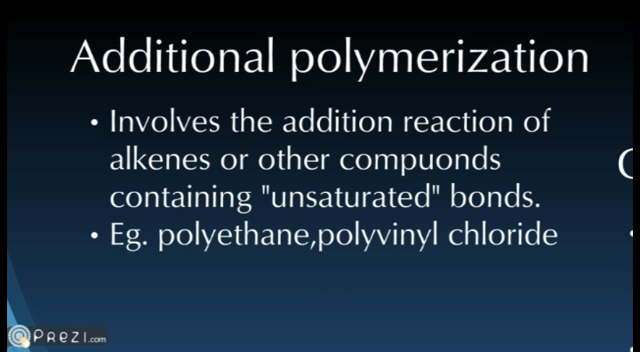 Additional polymerization
• Involves the addition reaction of
alkenes or other compuonds
containing "unsaturated" bonds.
• Eg. polyethane,polyvinyl chloride
Prezi.com